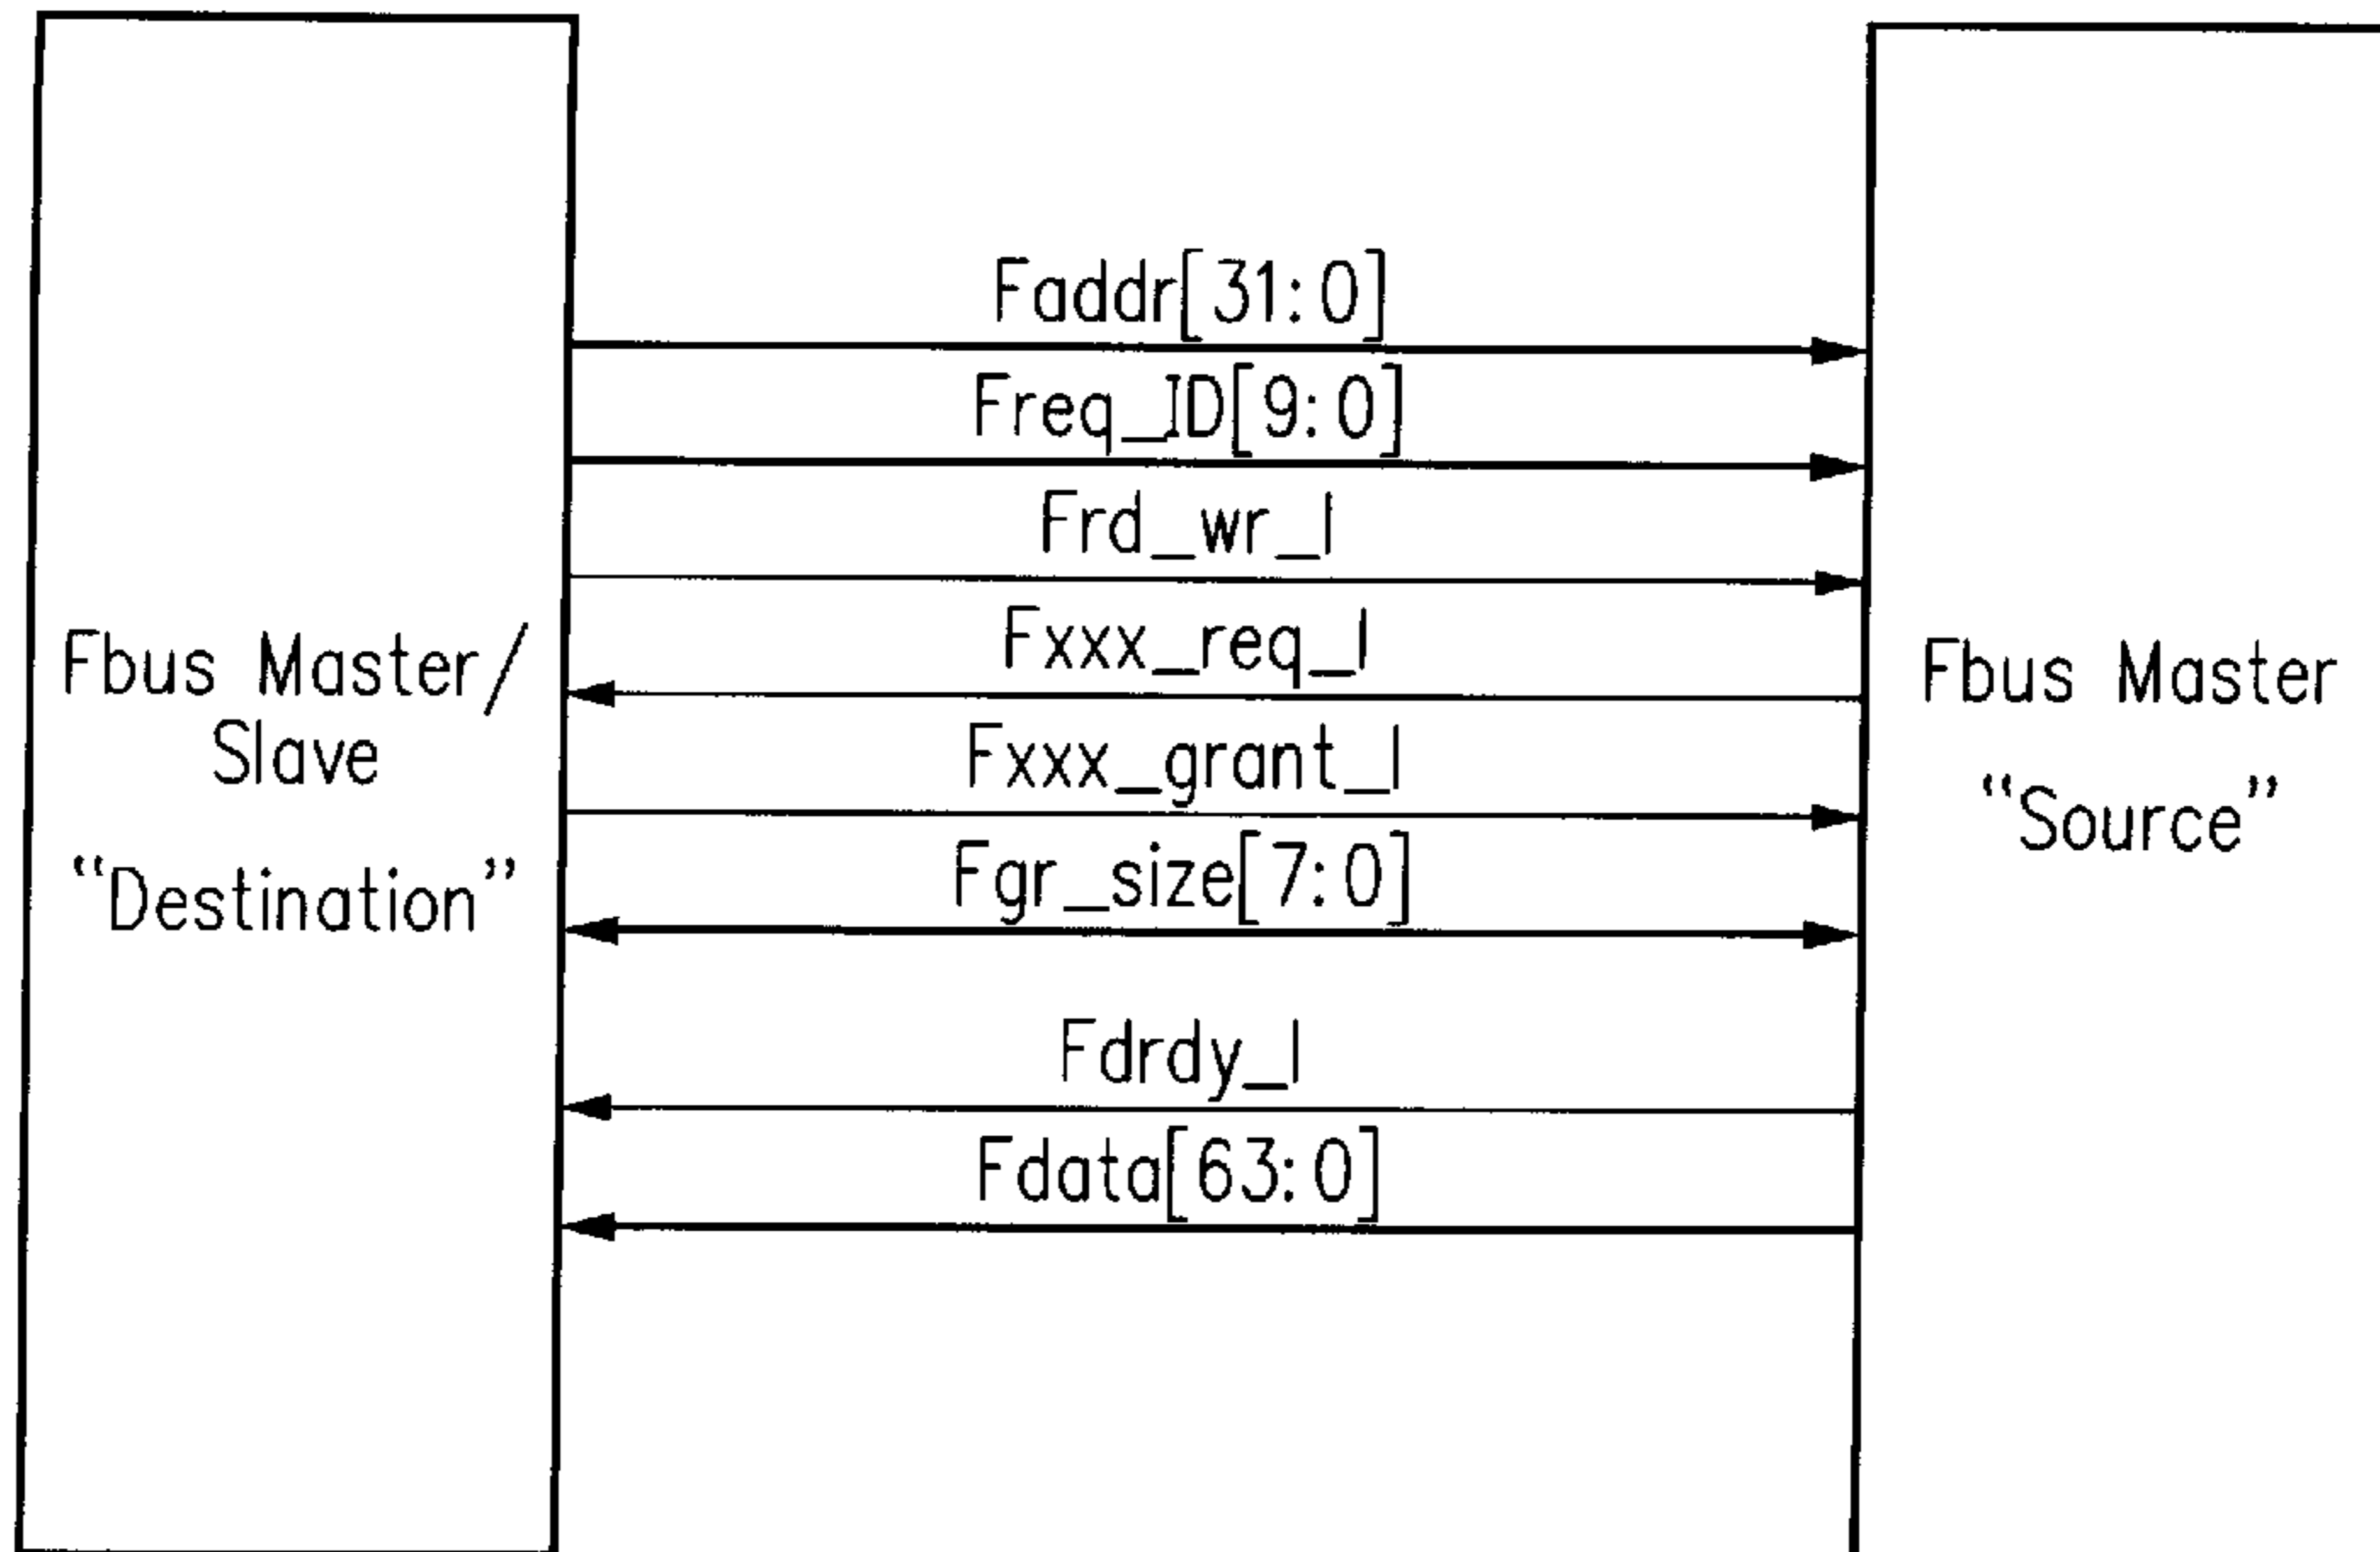 Faddr[31:0]
Freq_ID[9:0]
Frd_wr_l
Fxxx_req_l
Fxxx_grant_l
Fgr_size[7:0]
Fdrdy_l
Fdata[63:0]
Fbus Master/
Slave
“Destination”
Fbus Master
“Source”